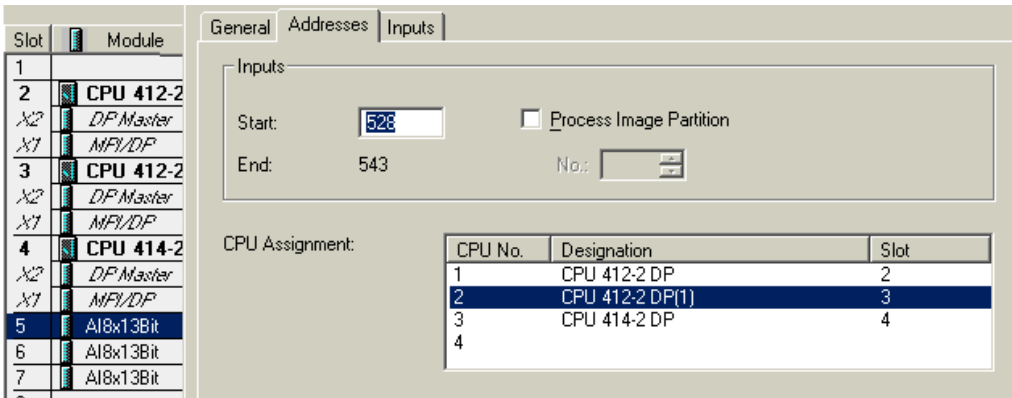 Slot Module
1
2 CPU 412-2
X2 DP Master
X1 MPI/DP
3 CPU 412-2
X2 DP Master
X1 MPI/DP
4 CPU 414-2
X2 DP Master
X1 MPI/DP
5 AI8x13Bit
6 AI8x13Bit
7 AI8x13Bit
General Addresses Inputs
Inputs
Start: 528 Process Image Partition
End: 543 No.:
CPU Assignment:
CPU No. Designation Slot
1 CPU 412-2 DP 2
2 CPU 412-2 DP(1) 3
3 CPU 414-2 DP 4
4